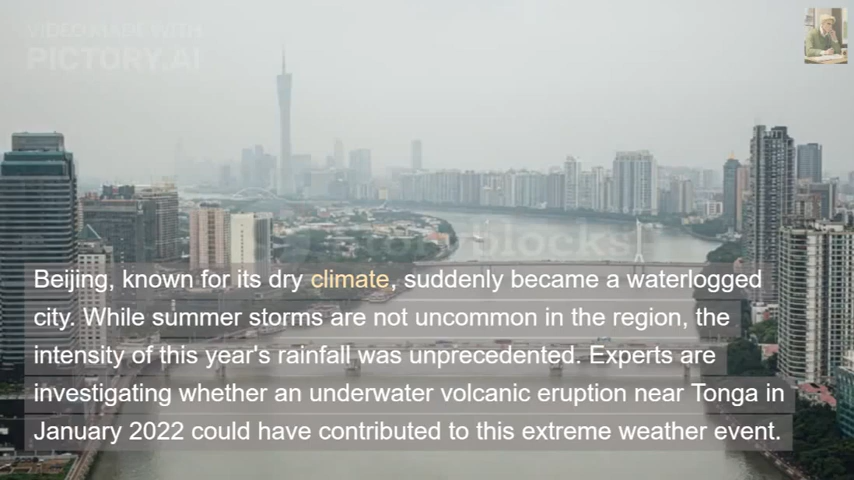 VIDEO MADE WITH
PICTORY.AI
storyblocks
Beijing, known for its dry climate, suddenly became a waterlogged
city. While summer storms are not uncommon in the region, the
intensity of this year's rainfall was unprecedented. Experts are
investigating whether an underwater volcanic eruption near Tonga in
January 2022 could have contributed to this extreme weather event.